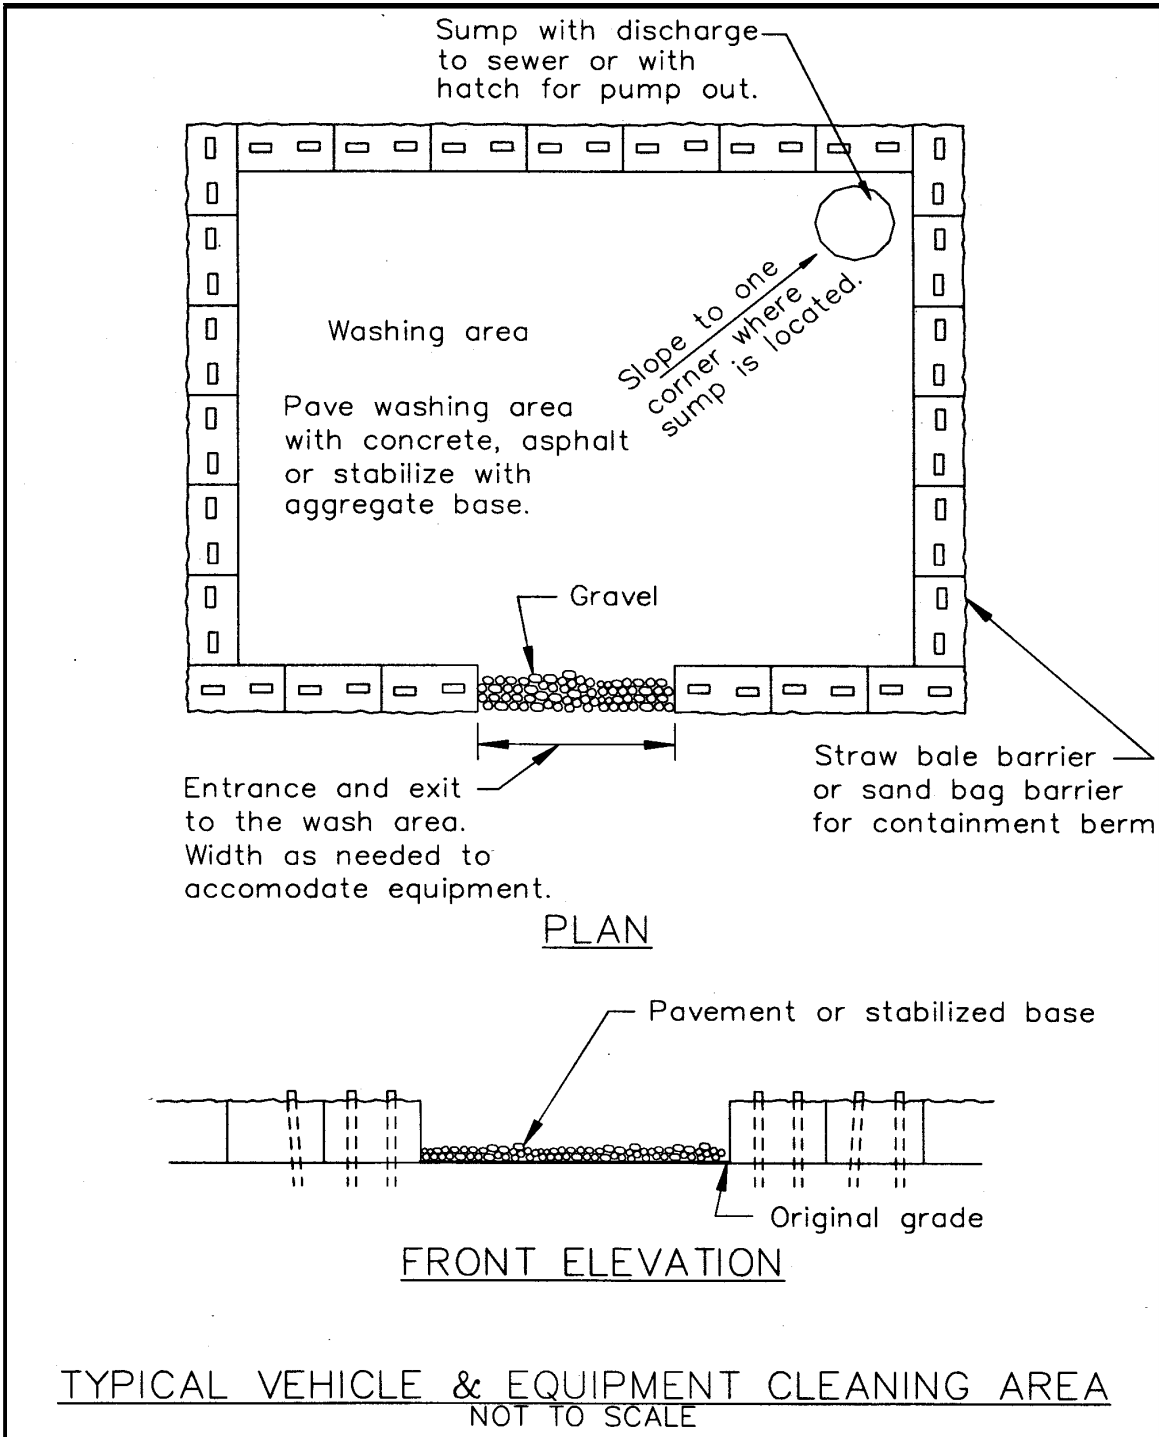 Sump with discharge
to sewer or with
hatch for pump out.
Slope to one
corner where
sump is located.
Washing area
Pave washing area
with concrete, asphalt
or stabilize with
aggregate base.
Gravel
Straw bale barrier
or sand bag barrier
for containment berm
Entrance and exit
to the wash area.
Width as needed to
accomodate equipment.
PLAN
Pavement or stabilized base
Original grade
FRONT ELEVATION
TYPICAL VEHICLE & EQUIPMENT CLEANING AREA
NOT TO SCALE